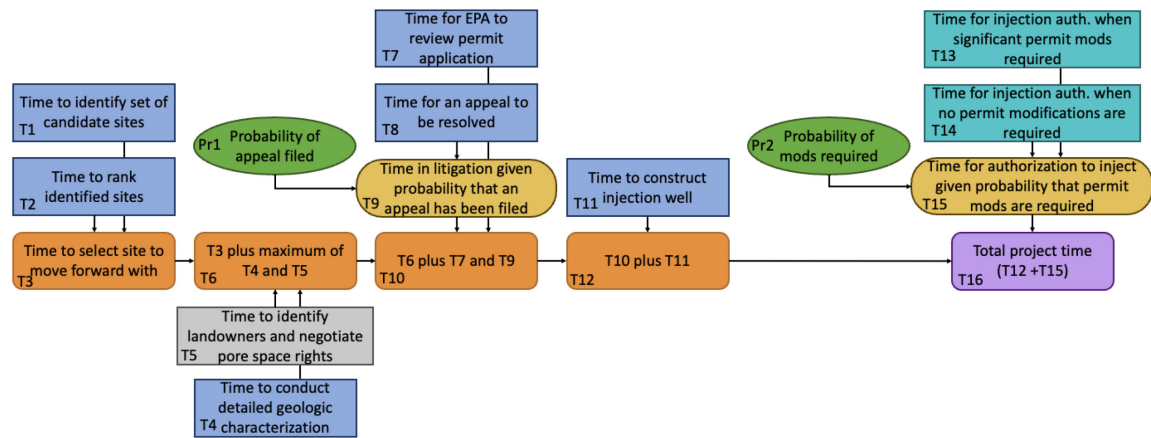 Time to identify set of
candidate sites
T1
Time to rank
identified sites
T2
Time to select site to
move forward with
T3
T3 plus maximum of
T4 and T5
T6
Time to identify
landowners and negotiate
pore space rights
T5
Time to conduct
detailed geologic
characterization
T4
Pr1
Probability of
appeal filed
Time for EPA to
review permit
application
T7
Time for an appeal to
be resolved
T8
Time in litigation given
probability that an
appeal has been filed
T9
T6 plus T7 and T9
T10
Time to construct
injection well
T11
T10 plus T11
T12
Pr2
Probability of
mods required
Time for injection auth. when
significant permit mods
required
T13
Time for injection auth. when
no permit modifications are
required
T14
Time for authorization to inject
given probability that permit
mods are required
T15
Total project time
(T12 +T15)
T16